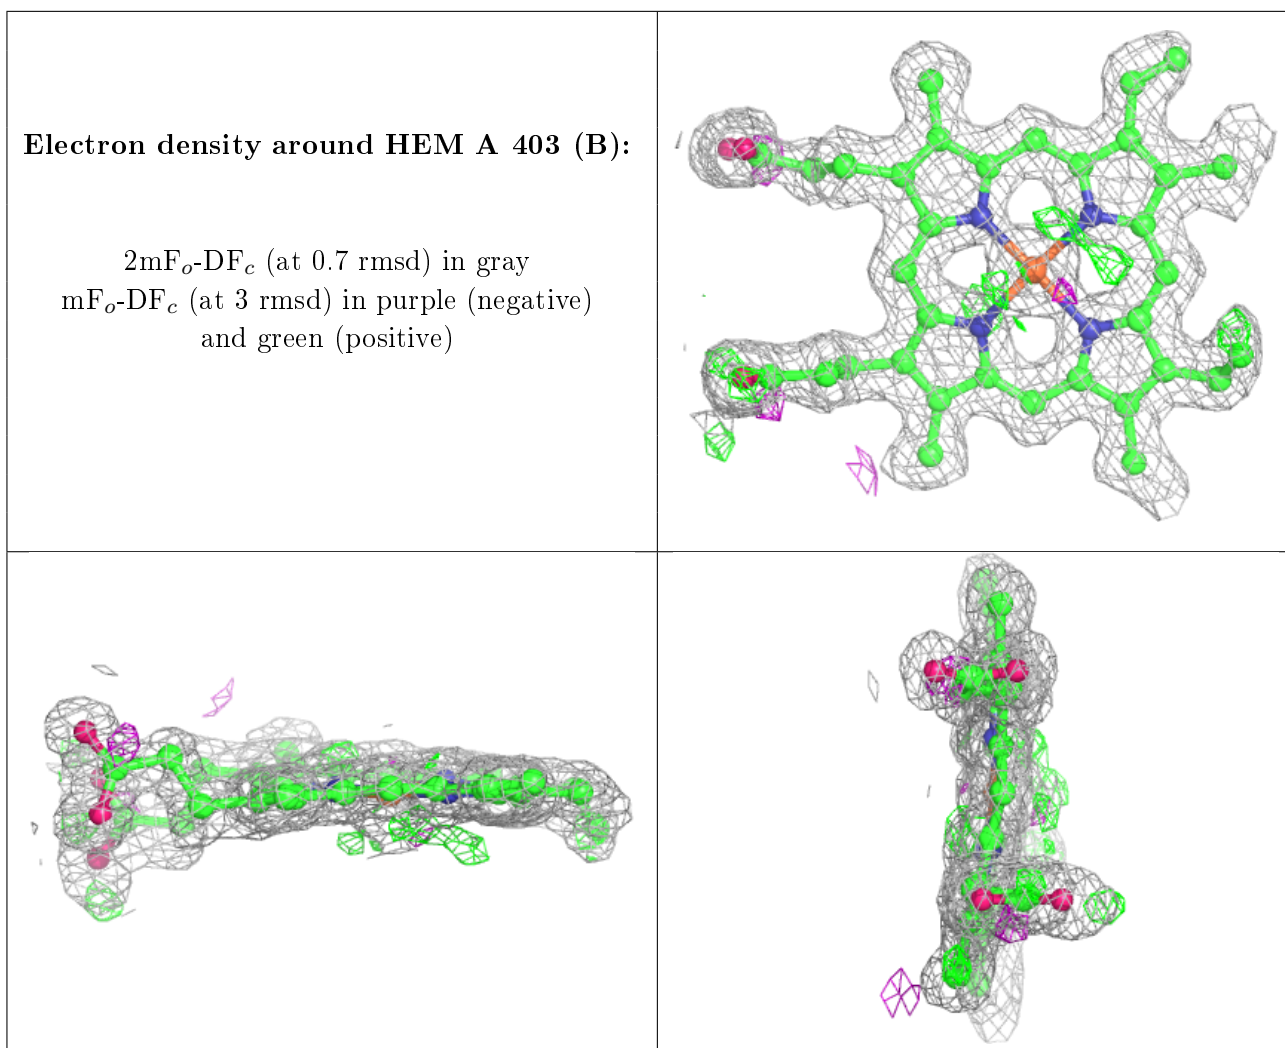 Electron density around HEM A 403 (B):
2mFo-DFc (at 0.7 rmsd) in gray
mFo-DFc (at 3 rmsd) in purple (negative)
and green (positive)